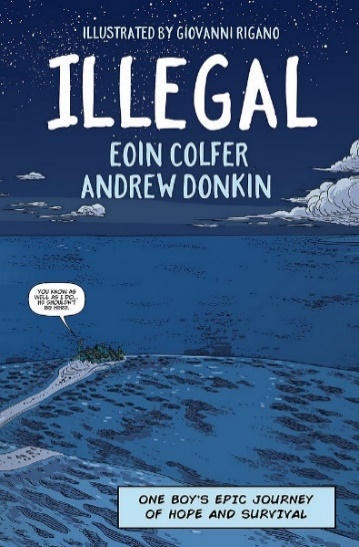 ILLUSTRATED BY GIOVANNI RIGANO
ILLEGAL
EOIN COLFER
ANDREW DONKIN
YOU KNOW AS
WELL AS I DO...
HE SHOULDN'T
BE HERE.
ONE BOY'S EPIC JOURNEY
OF HOPE AND SURVIVAL